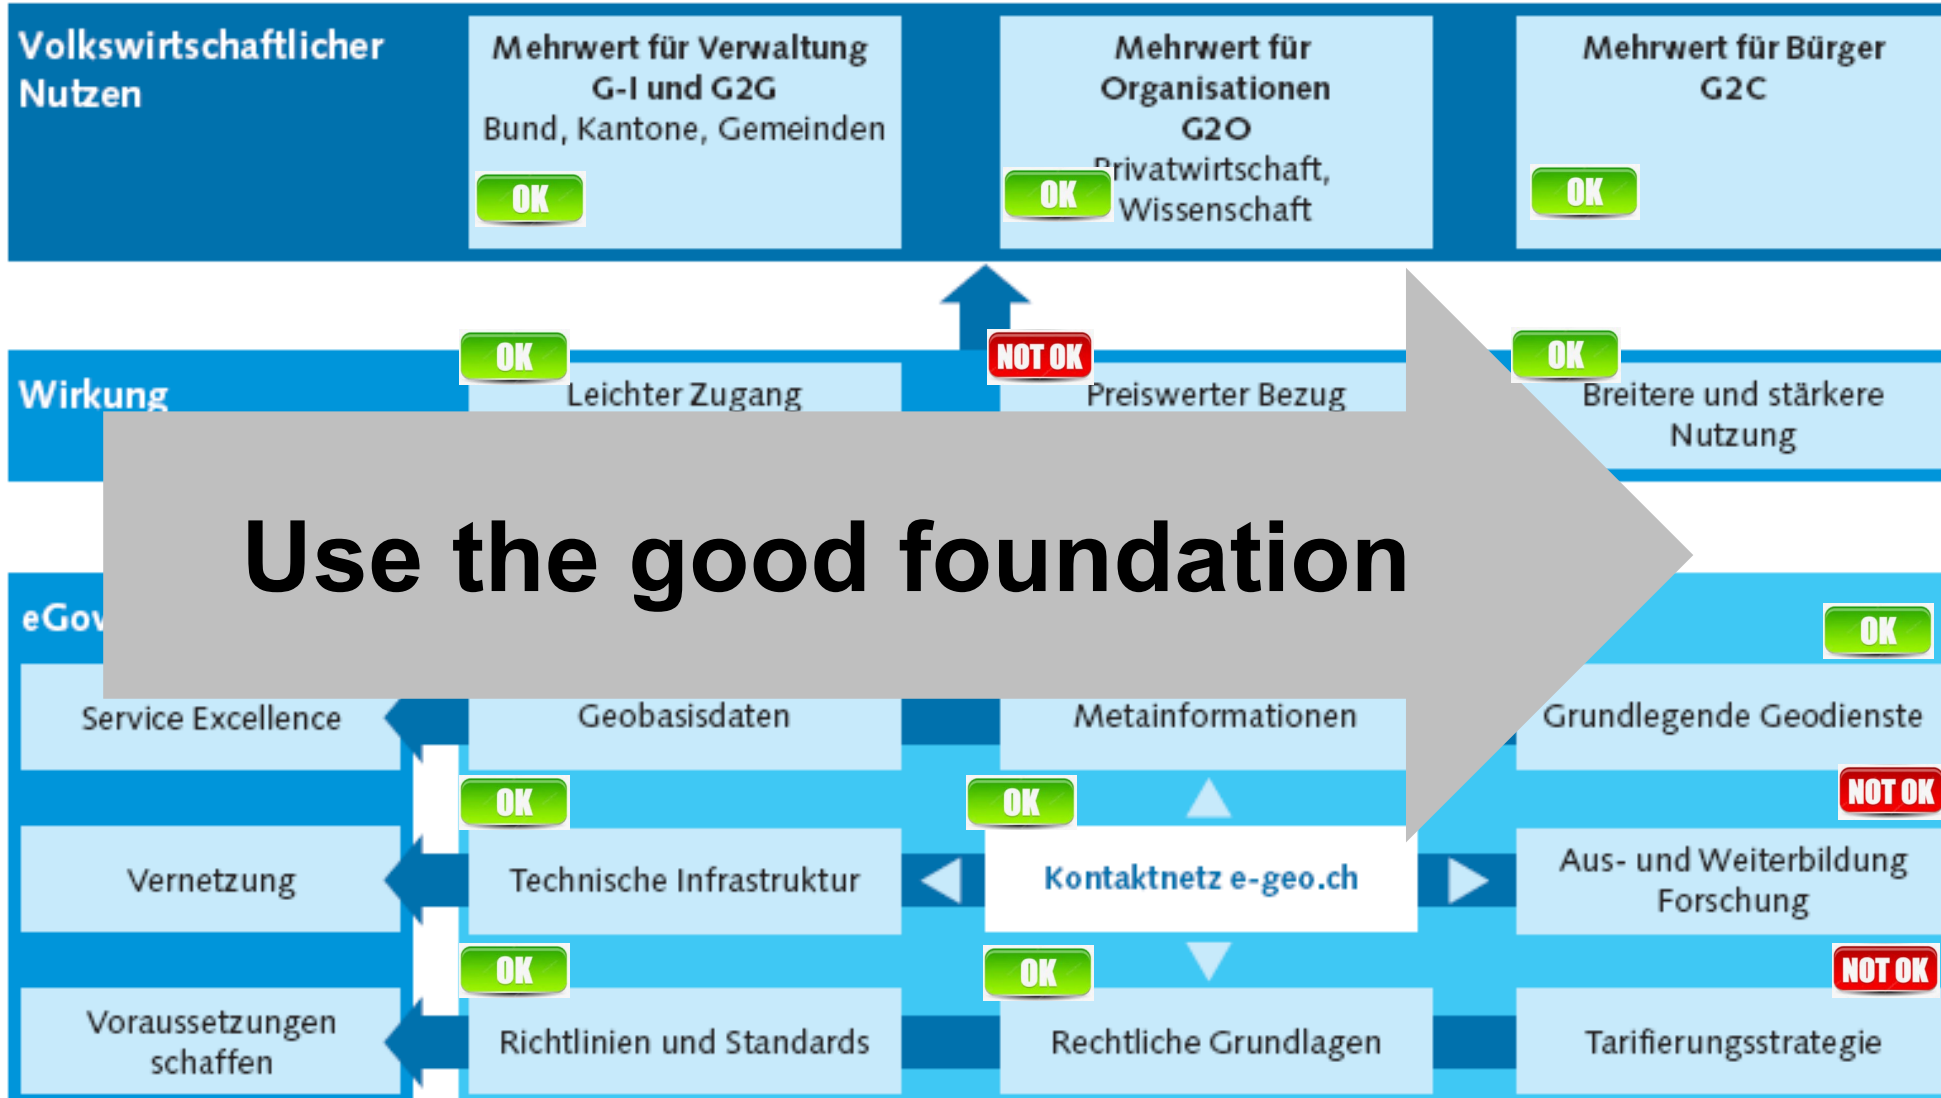 Volkswirtschaftlicher
Nutzen
Mehrwert für Verwaltung
G-I und G2G
Bund, Kantone, Gemeinden
OK
Mehrwert für
Organisationen
G2O
Privatwirtschaft,
Wissenschaft
OK
Mehrwert für Bürger
G2C
OK
Wirkung
OK
Leichter Zugang
NOT OK
Preiswerter Bezug
OK
Breitere und stärkere
Nutzung
Use the good foundation
OK
Service Excellence
Geobasisdaten
Metainformationen
Grundlegende Geodienste
OK
OK
NOT OK
Vernetzung
Technische Infrastruktur
Kontaktnetz e-geo.ch
Aus- und Weiterbildung
Forschung
OK
OK
NOT OK
Voraussetzungen
schaffen
Richtlinien und Standards
Rechtliche Grundlagen
Tarifierungsstrategie